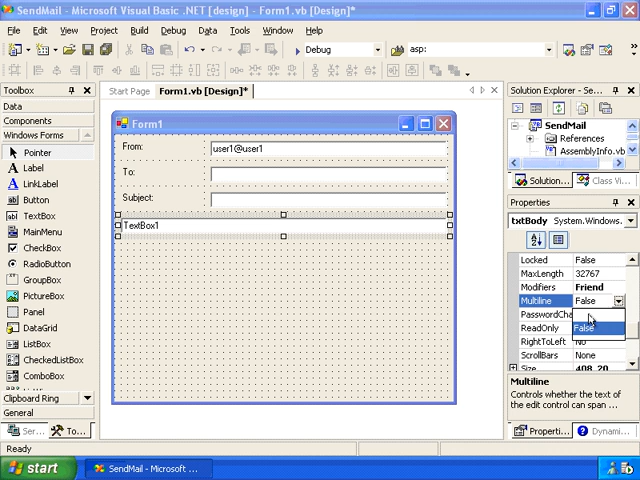 SendMail - Microsoft Visual Basic .NET [design] - Form1.vb [Design]*
File Edit View Project Build Debug Data Tools Window Help
Debug asp:
Toolbox
Data
Components
Windows Forms
Pointer
Label
LinkLabel
Button
TextBox
MainMenu
CheckBox
RadioButton
GroupBox
PictureBox
Panel
DataGrid
ListBox
CheckedListBox
ComboBox
Clipboard Ring
General
Ser... To...
Start Page Form1.vb [Design]*
Form1
From: user1@user1
To:
Subject:
TextBox1
Solution Explorer - Se...
SendMail
References
AssemblyInfo.vb
Solution... Class Vi...
Properties
txtBody System.Windows.
Locked False
MaxLength 32767
Modifiers Friend
Multiline False
PasswordCha
False
ReadOnly
RightToLeft No
ScrollBars None
Size 408, 20
Multiline
Controls whether the text of
the edit control can span ...
Properti... Dynami...
Ready
start SendMail - Microsoft ...